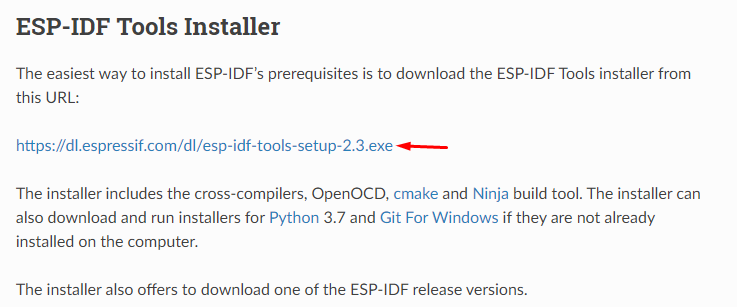 ESP-IDF Tools Installer
The easiest way to install ESP-IDF's prerequisites is to download the ESP-IDF Tools installer from
this URL:
https://dl.espressif.com/dl/esp-idf-tools-setup-2.3.exe
The installer includes the cross-compilers, OpenOCD, cmake and Ninja build tool. The installer can
also download and run installers for Python 3.7 and Git For Windows if they are not already
installed on the computer.
The installer also offers to download one of the ESP-IDF release versions.